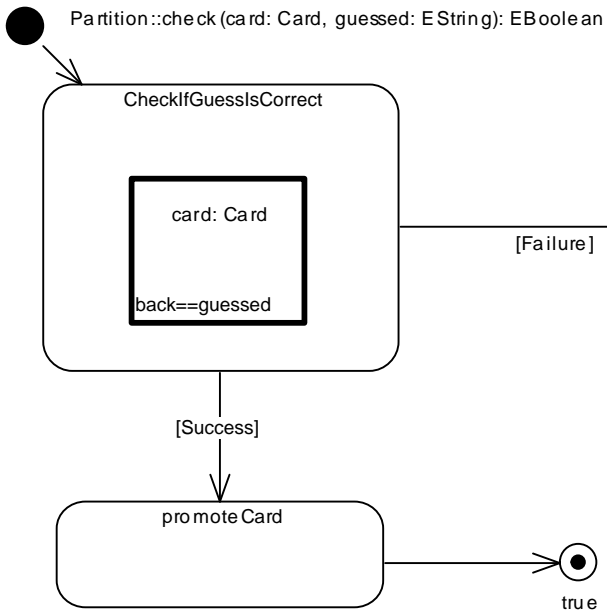 Partition::check(card: Card, guessed: EString): EBoolean
CheckIfGuessIsCorrect
card: Card
back==guessed
[Failure]
[Success]
promoteCard
true